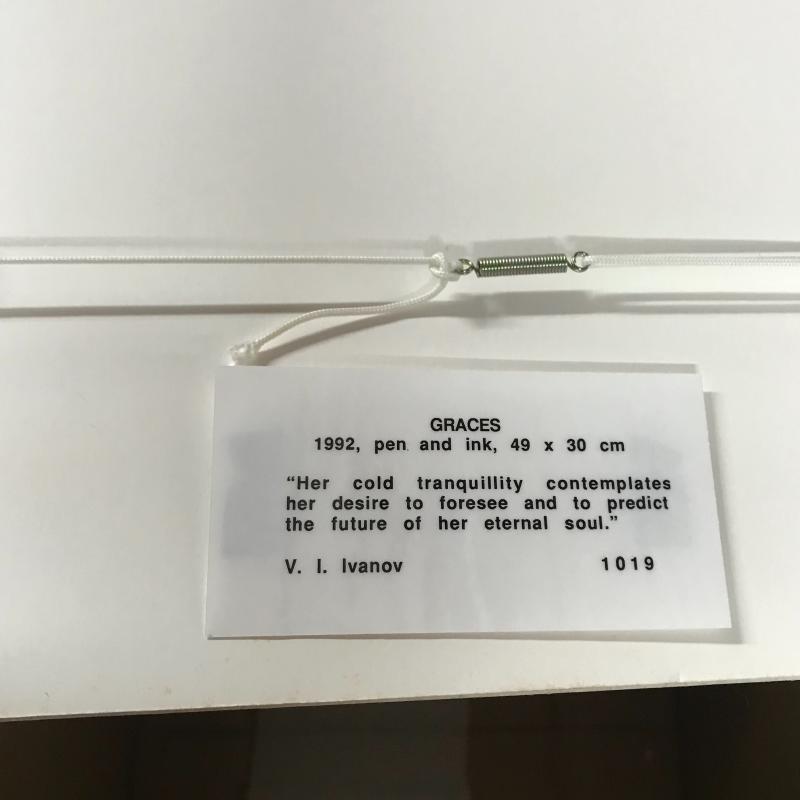 GRACES
1992, pen and ink, 49 x 30 cm
“Her cold tranquillity contemplates
her desire to foresee and to predict
the future of her eternal soul.”
V. I. Ivanov 1019